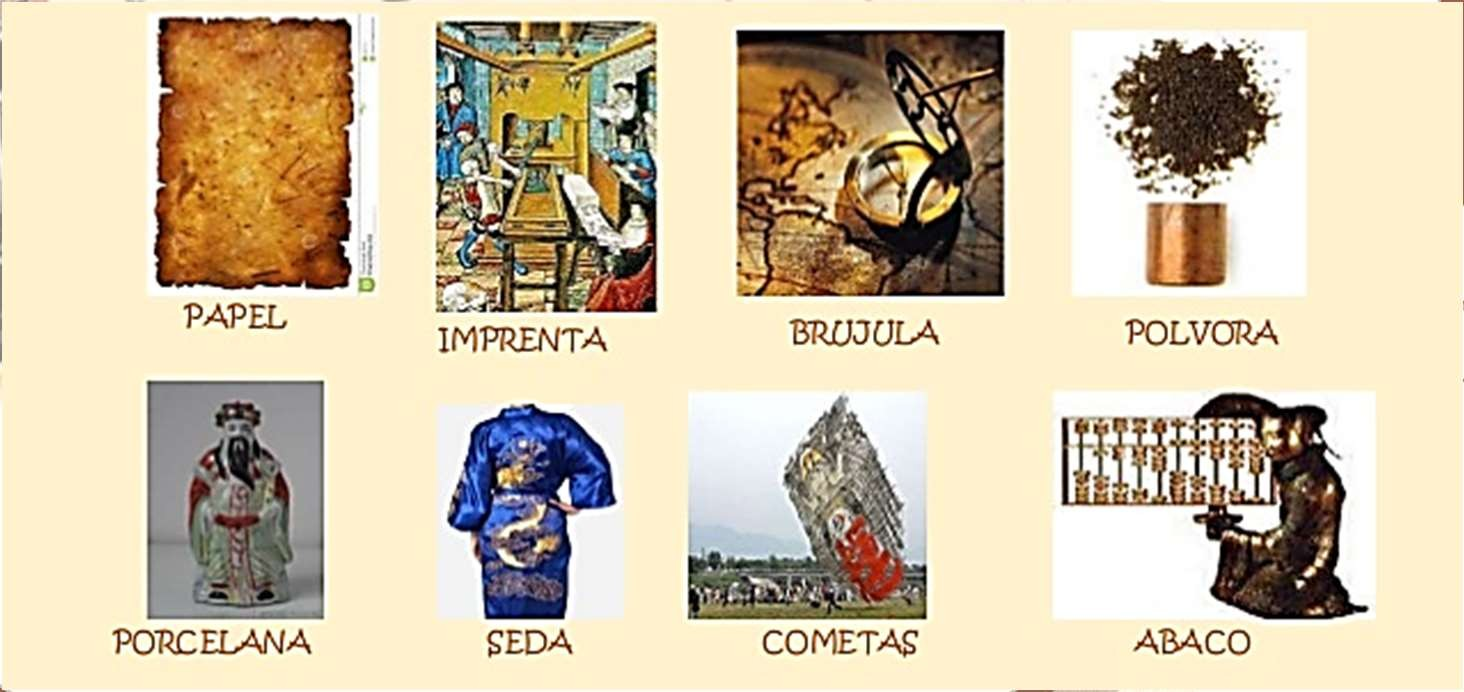 PAPEL
IMPRENTA
BRUJULA
POLVORA
PORCELANA
SEDA
COMETAS
ABACO